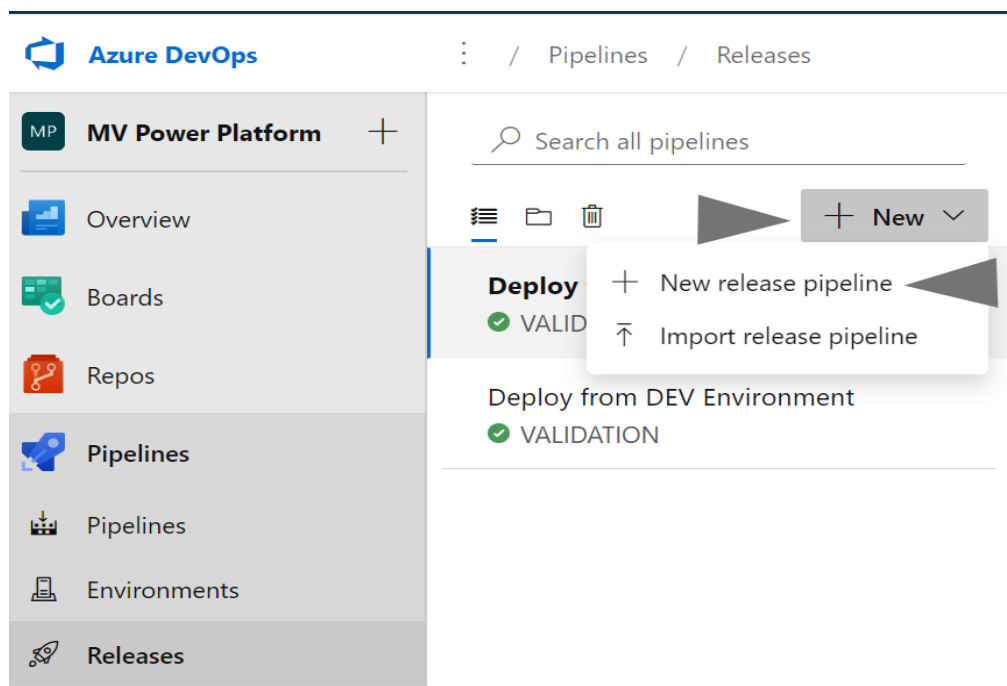 Azure DevOps
/ Pipelines / Releases
MP MV Power Platform
Search all pipelines
Overview
New
Boards
Deploy
New release pipeline
VALID
Import release pipeline
Repos
Deploy from DEV Environment
VALIDATION
Pipelines
Pipelines
Environments
Releases